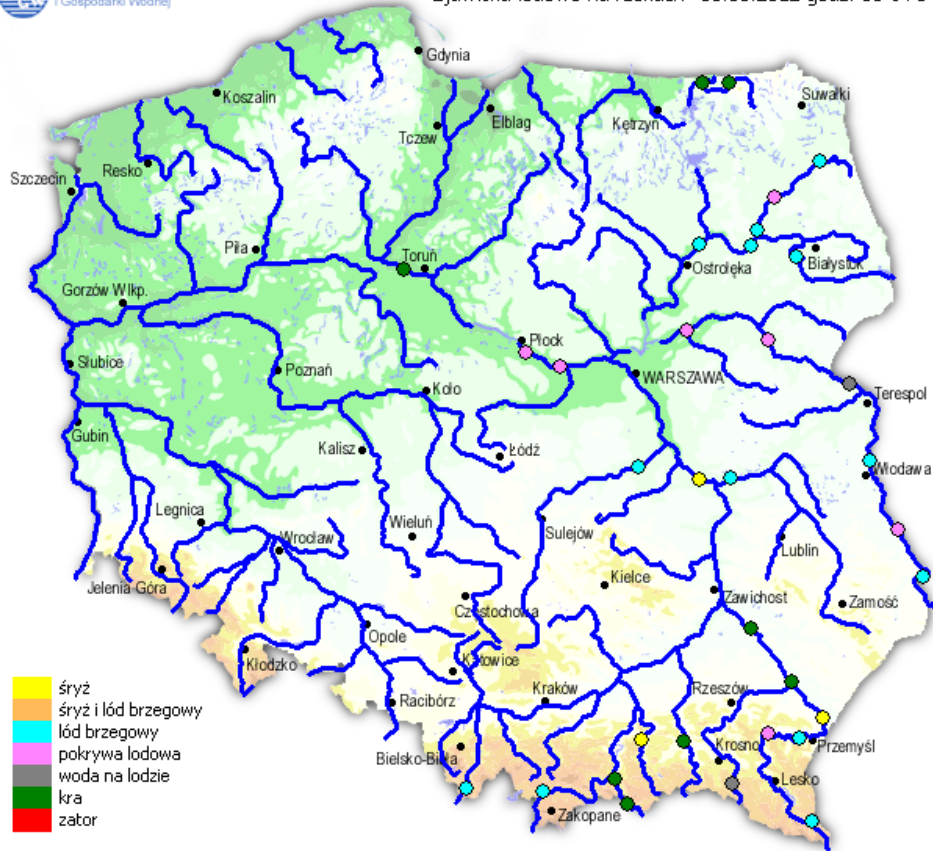 i Gospodarki Wodnej
Gdynia
Koszalin
Suwałki
Elbląg
Kętrzyn
Tczew
Resko
Szczecin
Piła
Toruń
Białystok
Ostrołęka
Gorzów Wlkp.
Płock
Słubice
Poznań
WARSZAWA
Koło
Terespol
Gubin
Kalisz
Łódź
Włodawa
Legnica
Wieluń
Sulejów
Wrocław
Lublin
Jelenia Góra
Kielce
Zawichost
Częstochowa
Zamość
Opole
Kłodzko
Katowice
Racibórz
Kraków
Rzeszów
Krosno
Przemyśl
Bielsko-Biała
Lesko
Zakopane
śryż
śryż i lód brzegowy
lód brzegowy
pokrywa lodowa
woda na lodzie
kra
zator